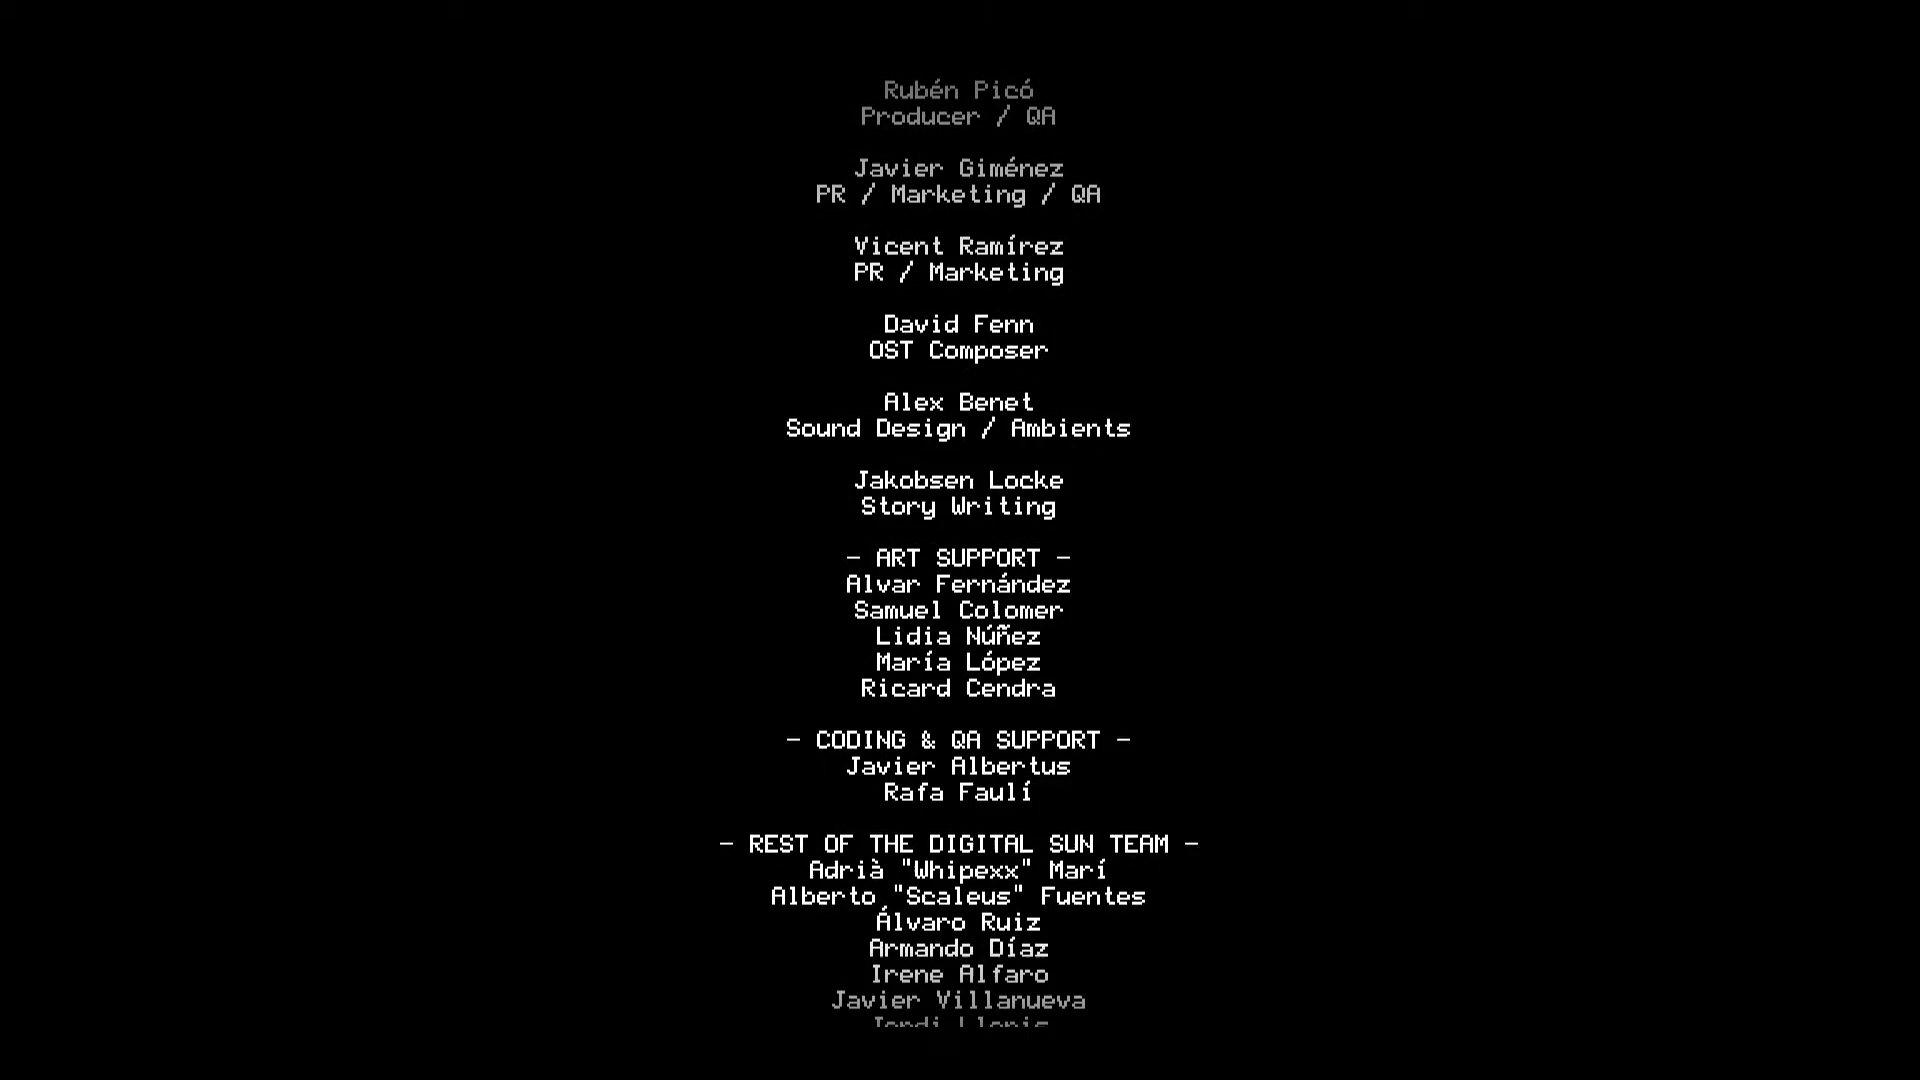 Rubén Picó
Producer / QA
Javier Giménez
PR / Marketing / QA
Vicent Ramírez
PR / Marketing
David Fenn
OST Composer
Alex Benet
Sound Design / Ambients
Jakobsen Locke
Story Writing
- ART SUPPORT -
Alvar Fernández
Samuel Colomer
Lidia Núñez
María López
Ricard Cendra
- CODING & QA SUPPORT -
Javier Albertus
Rafa Faulí
- REST OF THE DIGITAL SUN TEAM -
Adrià "Whipexx" Marí
Alberto "Scaleus" Fuentes
Álvaro Ruiz
Armando Díaz
Irene Alfaro
Javier Villanueva